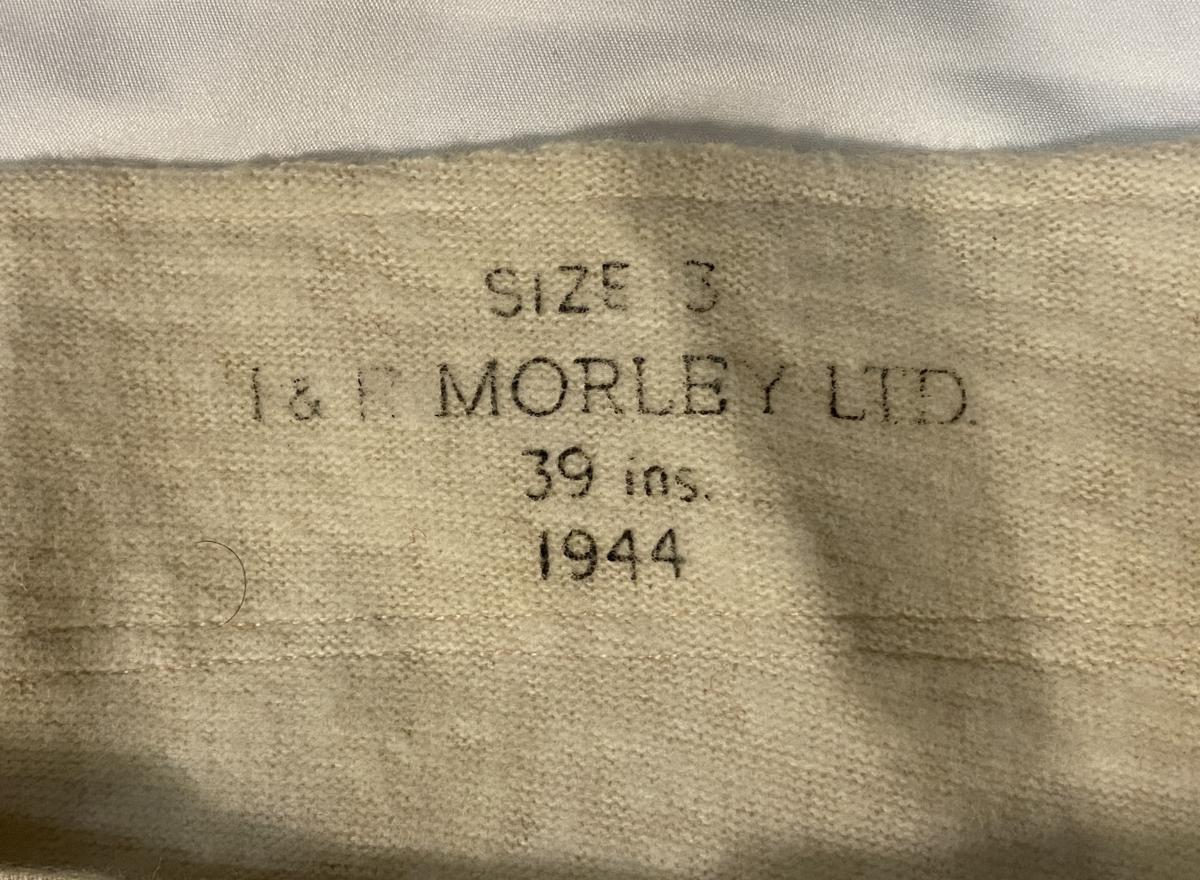 SIZE 3
I & R MORLEY LTD.
39 ins.
1944